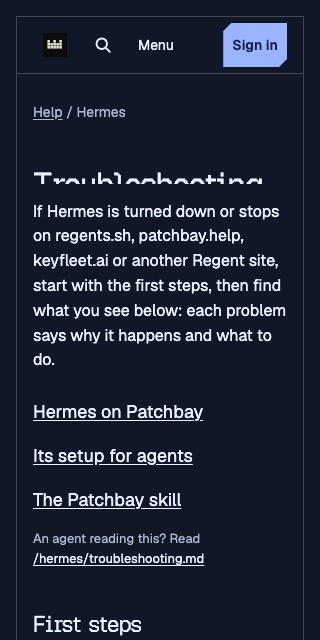 Menu
Sign in
Help / Hermes
Troubleshooting
If Hermes is turned down or stops
on regents.sh, patchbay.help,
keyfleet.ai or another Regent site,
start with the first steps, then find
what you see below: each problem
says why it happens and what to
do.
Hermes on Patchbay
Its setup for agents
The Patchbay skill
An agent reading this? Read
/hermes/troubleshooting.md
First steps